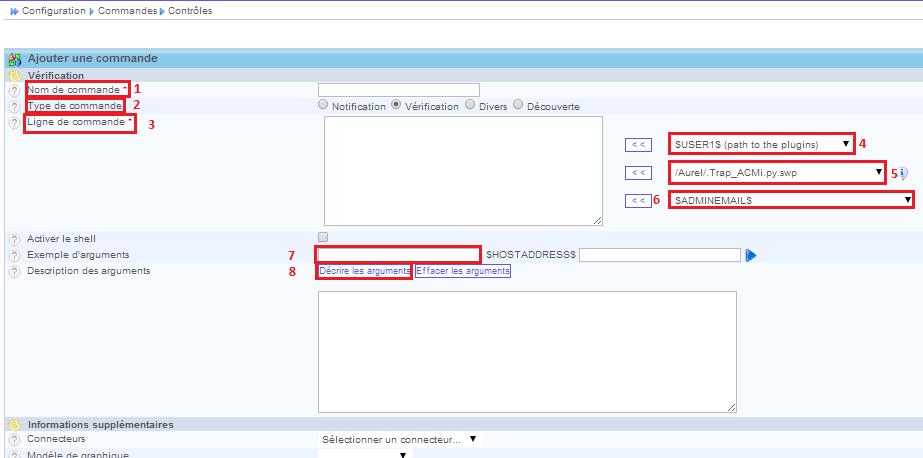 Configuration Commandes Contrôles
Ajouter une commande
Vérification
Nom de commande * 1
Type de commande 2 Notification Vérification Divers Découverte
Ligne de commande * 3
< < $USER1$ (path to the plugins) 4
< < /Aurel/.Trap_ACMi.py.swp 5
< < 6 $ADMINEMAIL$
Activer le shell
Exemple d'arguments 7 $HOSTADDRESS$
Description des arguments 8 Décrire les arguments Effacer les arguments
Informations supplémentaires
Connecteurs Sélectionner un connecteur...
Modèle de graphique